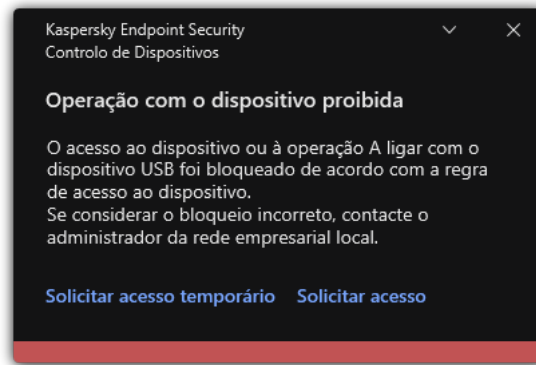 Kaspersky Endpoint Security
Controlo de Dispositivos
Operação com o dispositivo proibida
O acesso ao dispositivo ou à operação A ligar com o
dispositivo USB foi bloqueado de acordo com a regra
de acesso ao dispositivo.
Se considerar o bloqueio incorreto, contacte o
administrador da rede empresarial local.
Solicitar acesso temporário Solicitar acesso